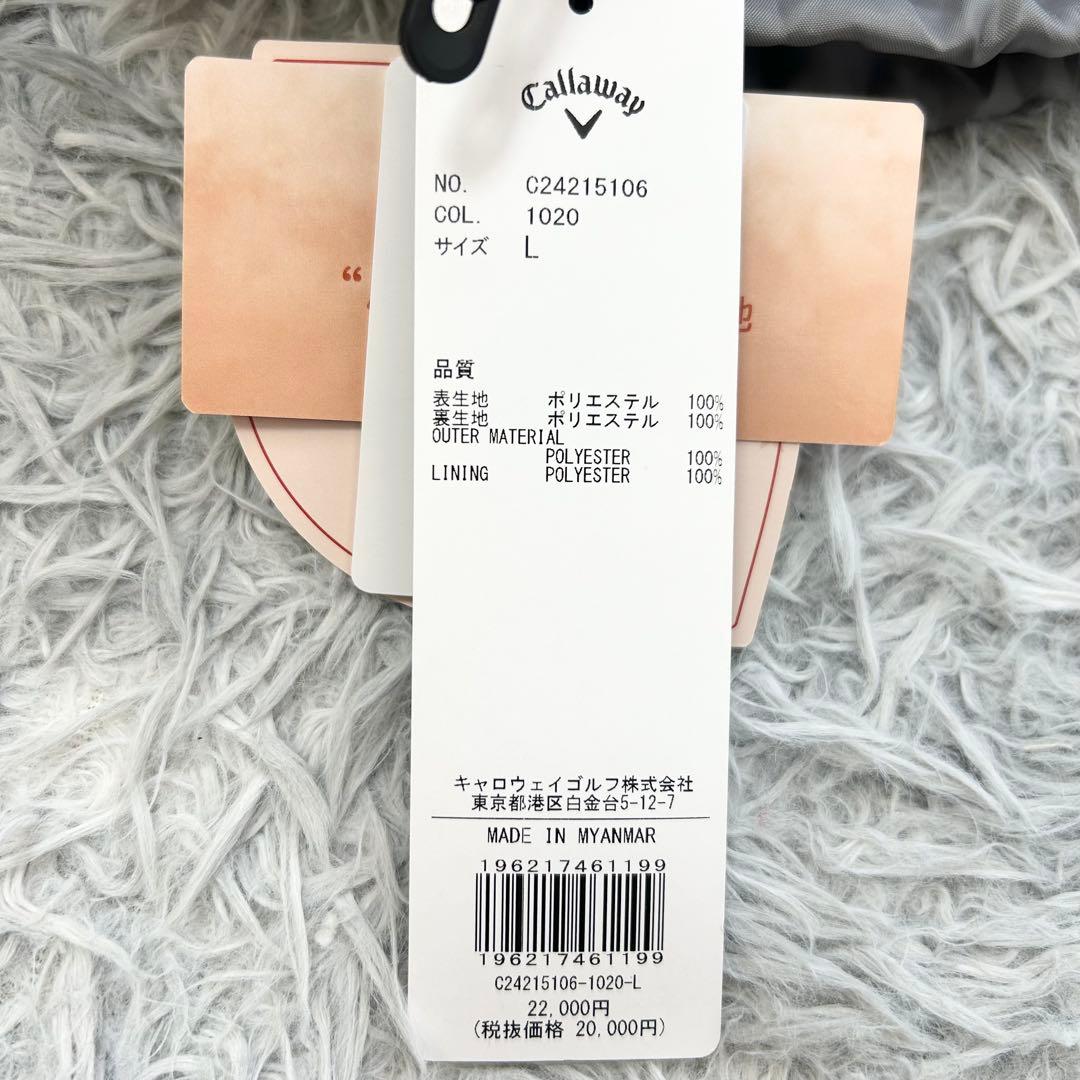 Callaway
NO. C24215106
COL. 1020
サイズ L
“
地
品質
表生地 ポリエステル 100%
裏生地 ポリエステル 100%
OUTER MATERIAL
POLYESTER 100%
LINING POLYESTER 100%
キャロウェイゴルフ株式会社
東京都港区白金台5-12-7
MADE IN MYANMAR
196217461199
196217461199
C24215106-1020-L
22,000円
(税抜価格 20,000円)